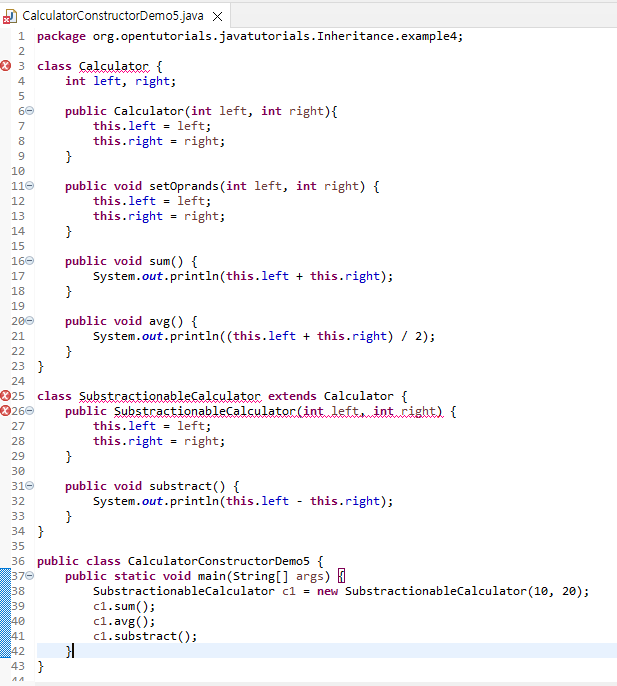 CalculatorConstructorDemo5.java
1 package org.opentutorials.javatutorials.Inheritance.example4;
2
3 class Calculator {
4     int left, right;
5
6     public Calculator(int left, int right){
7         this.left = left;
8         this.right = right;
9     }
10
11     public void setOprands(int left, int right) {
12         this.left = left;
13         this.right = right;
14     }
15
16     public void sum() {
17         System.out.println(this.left + this.right);
18     }
19
20     public void avg() {
21         System.out.println((this.left + this.right) / 2);
22     }
23 }
24
25 class SubstractionableCalculator extends Calculator {
26     public SubstractionableCalculator(int left, int right) {
27         this.left = left;
28         this.right = right;
29     }
30
31     public void substract() {
32         System.out.println(this.left - this.right);
33     }
34 }
35
36 public class CalculatorConstructorDemo5 {
37     public static void main(String[] args) {
38         SubstractionableCalculator c1 = new SubstractionableCalculator(10, 20);
39         c1.sum();
40         c1.avg();
41         c1.substract();
42     }
43 }
44